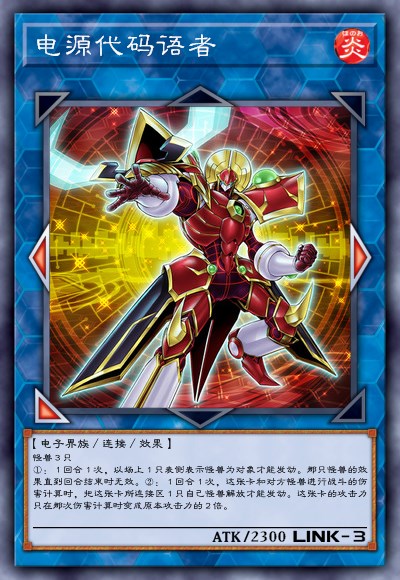 电源代码语者
ほのお
炎
【电子界族／连接／效果】
怪兽3只
①：1回合1次，以场上1只表侧表示怪兽为对象才能发动。那只怪兽的效
果直到回合结束时无效。②：1回合1次，这张卡和对方怪兽进行战斗的伤
害计算时，把这张卡所连接区1只自己怪兽解放才能发动。这张卡的攻击力
只在那次伤害计算时变成原本攻击力的2倍。
ATK/2300 LINK-3